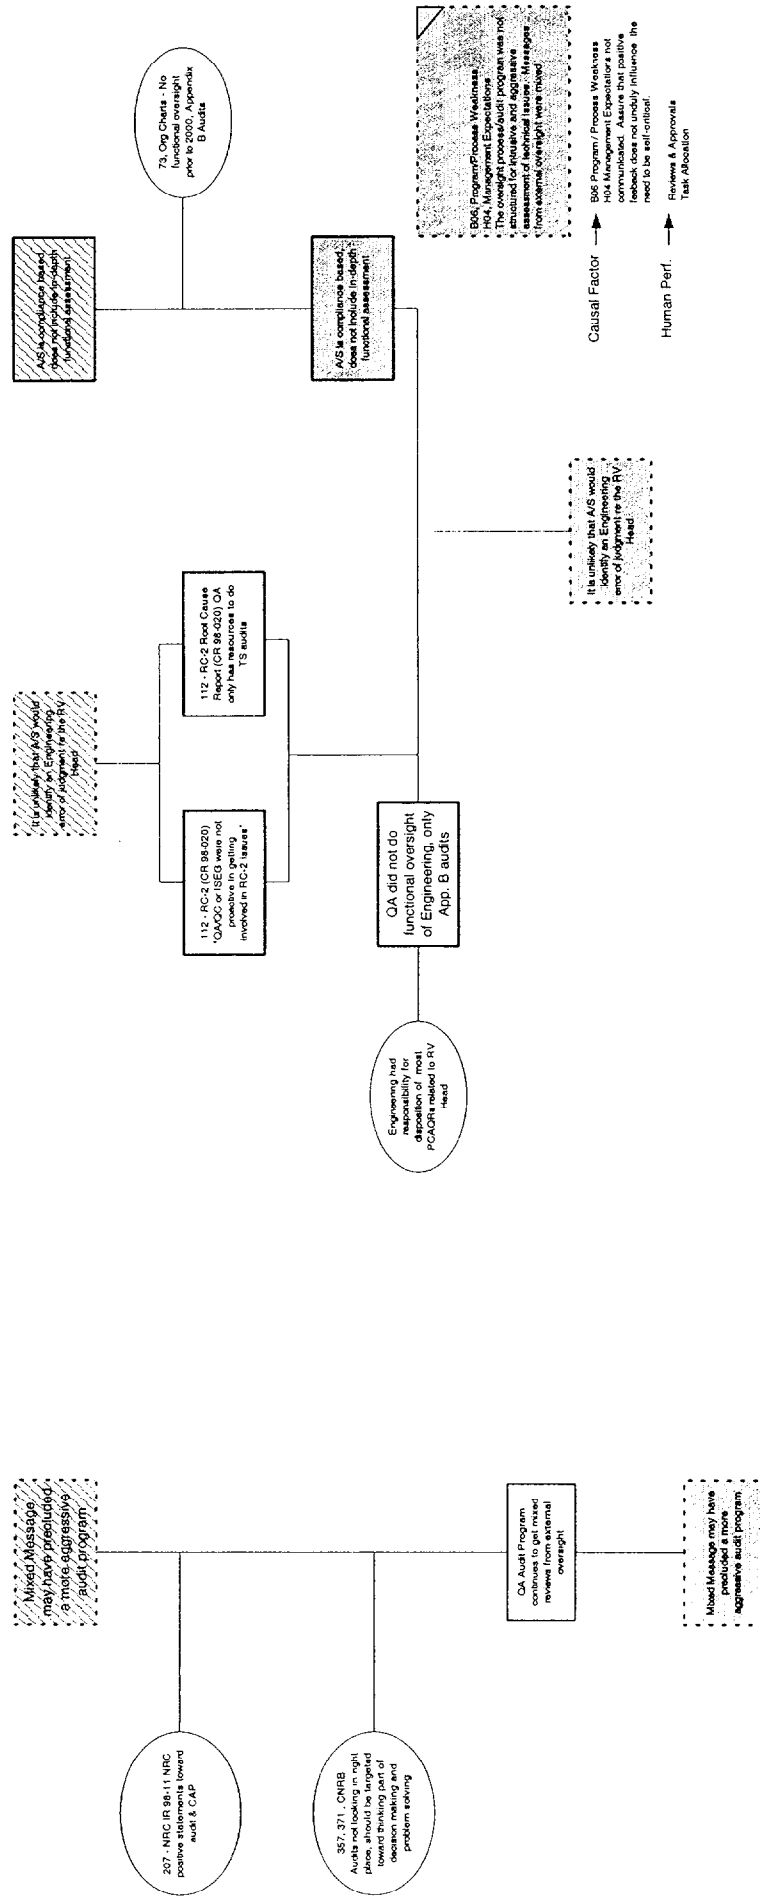 Mixed Message
may have precluded
a more aggressive
audit program
207 - NRC IR 98-11 NRC
positive statements toward
audit & CAP
357, 371 , CNRB
Audits not looking in right
place, should be targeted
toward thinking part of
decision making and
problem solving
QA Audit Program
continues to get mixed
reviews from external
oversight
Mixed Message may have
precluded a more
aggressive audit program
It is unlikely that A/S would
identify an Engineering
error of judgment re the RV
Head
112 - RC-2 (CR 98-020)
"QA/QC or ISEG were not
proactive in getting
involved in RC-2 issues"
112 - RC-2 Root Cause
Report (CR 98-020) QA
only has resources to do
TS audits
Engineering had
responsibility for
disposition of most
PCAQRs related to RV
Head
QA did not do
functional oversight
of Engineering, only
App. B audits
It is unlikely that A/S would
identify an Engineering
error of judgment re the RV
Head
A/S is compliance based,
does not include in-depth
functional assessment
73, Org Charts - No
functional oversight
prior to 2000, Appendix
B Audits
A/S is compliance based,
does not include in-depth
functional assessment
B06, Program/Process Weakness,
H04, Management Expectations
The oversight process/audit program was not
structured for intrusive and aggressive
assessment of technical issues. Messages
from external oversight were mixed
Causal Factor
B06 Program / Process Weakness
H04 Management Expectations not
communicated. Assure that positive
feeback does not unduly influence the
need to be self-critical.
Human Perf.
Reviews & Approvals
Task Allocation